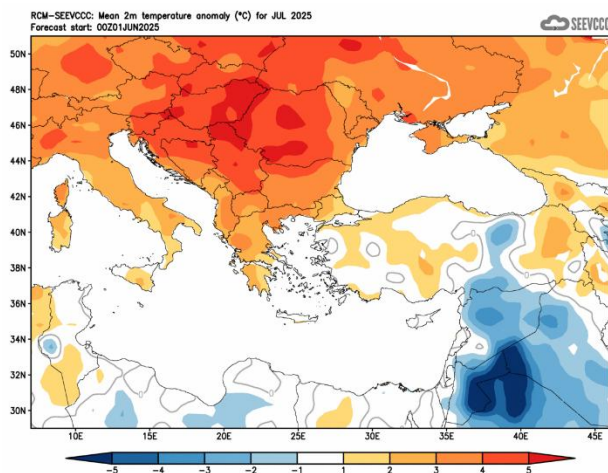 RCM-SEEVCCC: Mean 2m temperature anomaly (°C) for JUL 2025
Forecast start: 00Z01JUN2025
SEEVCCC
50N
48N
46N
44N
42N
40N
38N
36N
34N
32N
30N
10E 15E 20E 25E 30E 35E 40E 45E
-5 -4 -3 -2 -1 1 2 3 4 5